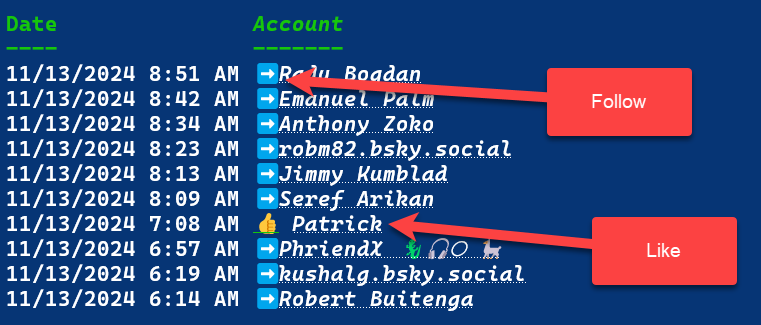 Date Account
---- -------
11/13/2024 8:51 AM ➡️Radu Bogdan
11/13/2024 8:42 AM ➡️Emanuel Palm
11/13/2024 8:34 AM ➡️Anthony Zoko
11/13/2024 8:23 AM ➡️robm82.bsky.social
11/13/2024 8:13 AM ➡️Jimmy Kumblad
11/13/2024 8:09 AM ➡️Seref Arikan
11/13/2024 7:08 AM 👍 Patrick
11/13/2024 6:57 AM ➡️PhriendX
11/13/2024 6:19 AM ➡️kushalg.bsky.social
11/13/2024 6:14 AM ➡️Robert Buitenga
Follow
Like